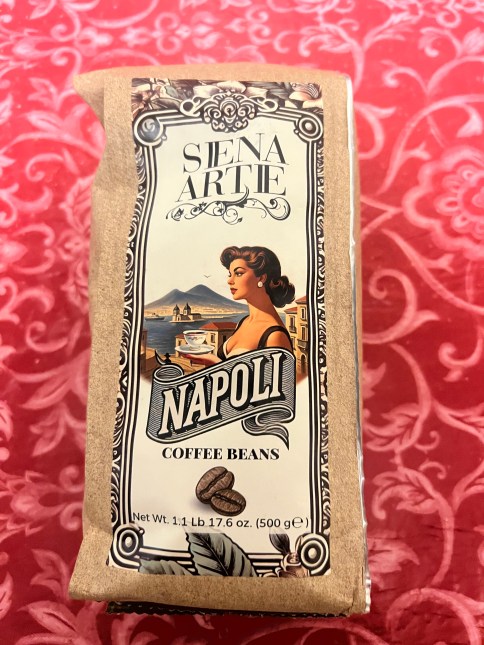 SIENA
ARTE
NAPOLI
COFFEE BEANS
Net Wt. 1.1 Lb 17.6 oz. (500 g℮)